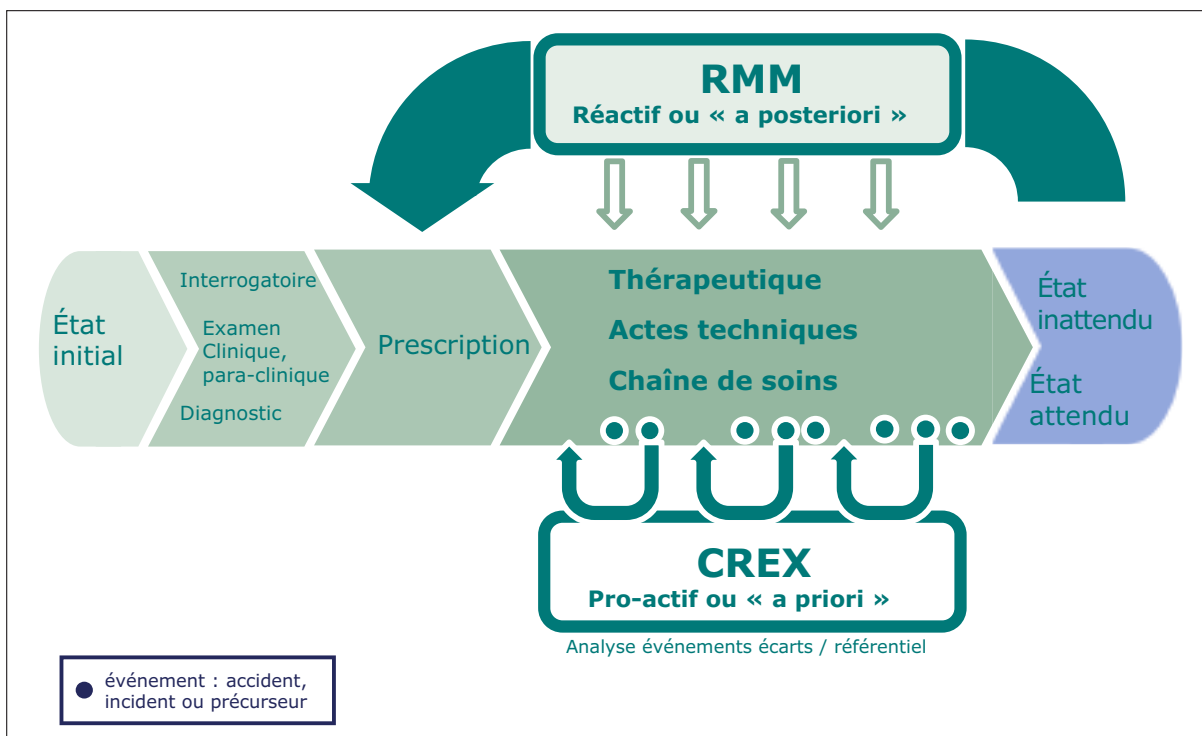 RMM
Réactif ou « a posteriori »
État
initial
Interrogatoire
Examen
Clinique,
para-clinique
Diagnostic
Prescription
Thérapeutique
Actes techniques
Chaîne de soins
État
inattendu
État
attendu
CREX
Pro-actif ou « a priori »
Analyse événements écarts / référentiel
événement : accident,
incident ou précurseur